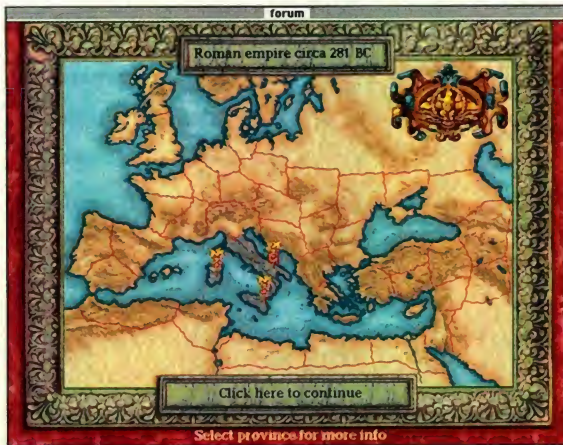 forum
Roman empire circa 281 BC
Click here to continue
Select province for more info